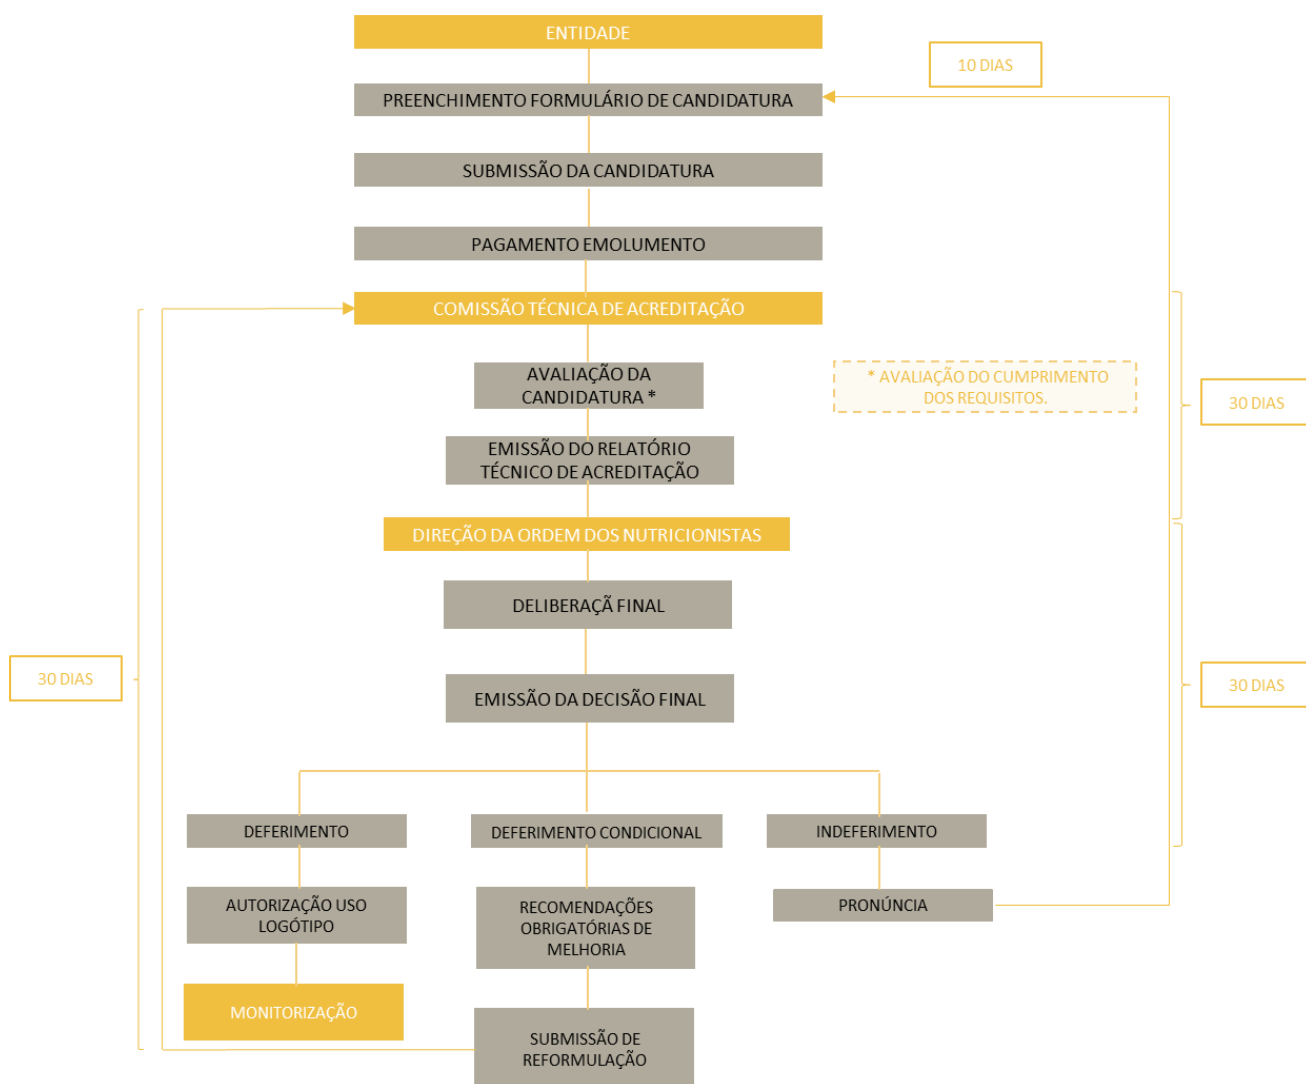 ENTIDADE
10 DIAS
PREENCHIMENTO FORMULÁRIO DE CANDIDATURA
SUBMISSÃO DA CANDIDATURA
PAGAMENTO EMOLUMENTO
COMISSÃO TÉCNICA DE ACREDITAÇÃO
AVALIAÇÃO DA
CANDIDATURA *
* AVALIAÇÃO DO CUMPRIMENTO
DOS REQUISITOS.
30 DIAS
EMISSÃO DO RELATÓRIO
TÉCNICO DE ACREDITAÇÃO
DIREÇÃO DA ORDEM DOS NUTRICIONISTAS
DELIBERAÇÃ FINAL
30 DIAS
EMISSÃO DA DECISÃO FINAL
30 DIAS
DEFERIMENTO
DEFERIMENTO CONDICIONAL
INDEFERIMENTO
AUTORIZAÇÃO USO
LOGÓTIPO
RECOMENDAÇÕES
OBRIGATÓRIAS DE
MELHORIA
PRONÚNCIA
MONITORIZAÇÃO
SUBMISSÃO DE
REFORMULAÇÃO